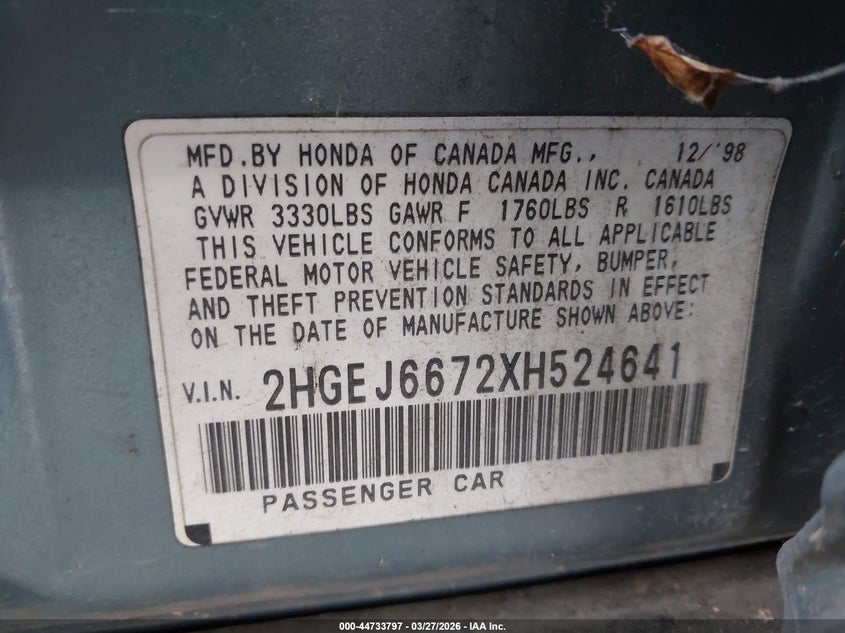 MFD.BY HONDA OF CANADA MFG., 12/'98
A DIVISION OF HONDA CANADA INC. CANADA
GVWR 3330LBS GAWR F 1760LBS R 1610LBS
THIS VEHICLE CONFORMS TO ALL APPLICABLE
FEDERAL MOTOR VEHICLE SAFETY, BUMPER,
AND THEFT PREVENTION STANDARDS IN EFFECT
ON THE DATE OF MANUFACTURE SHOWN ABOVE:
V.I.N. 2HGEJ6672XH524641
PASSENGER CAR
000-44733797 - 03/27/2026 - IAA Inc.